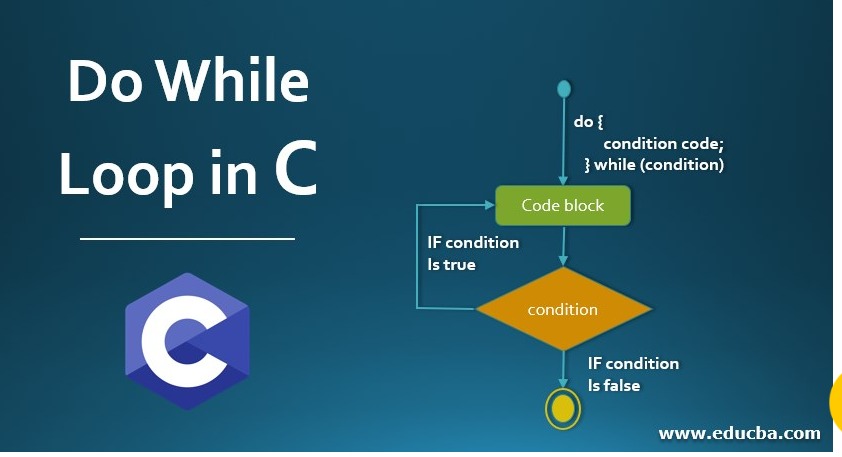 Do While
Loop in C
do {
condition code;
} while (condition)
Code block
IF condition
Is true
condition
IF condition
Is false
www.educba.com